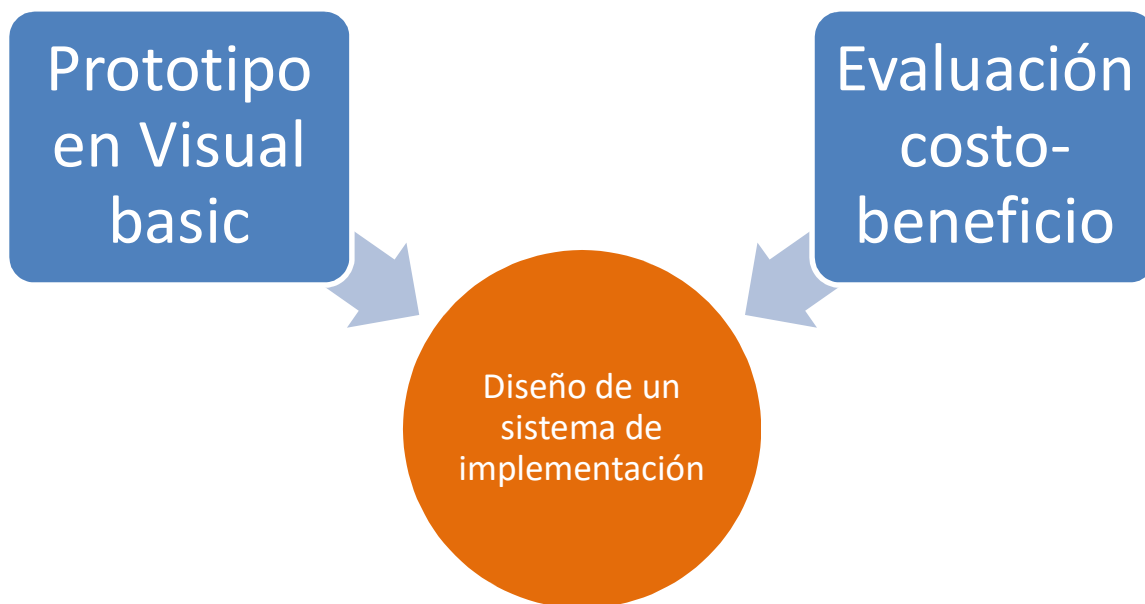 Prototipo
en Visual
basic
Evaluación
costo-
beneficio
Diseño de un
sistema de
implementación